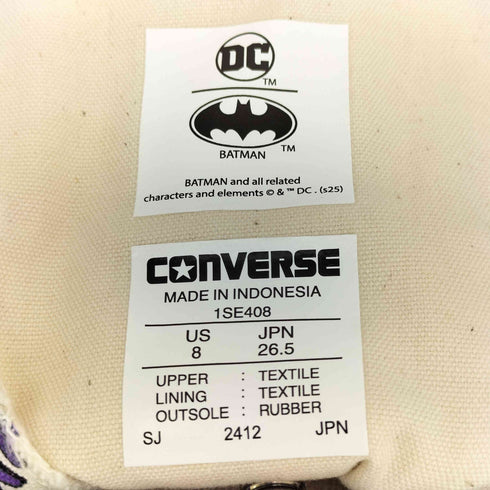 DC
TM
BATMAN TM
BATMAN and all related
characters and elements © & ™ DC . (s25)
CONVERSE
MADE IN INDONESIA
1SE408
US JPN
8 26.5
UPPER : TEXTILE
LINING : TEXTILE
OUTSOLE : RUBBER
SJ 2412 JPN